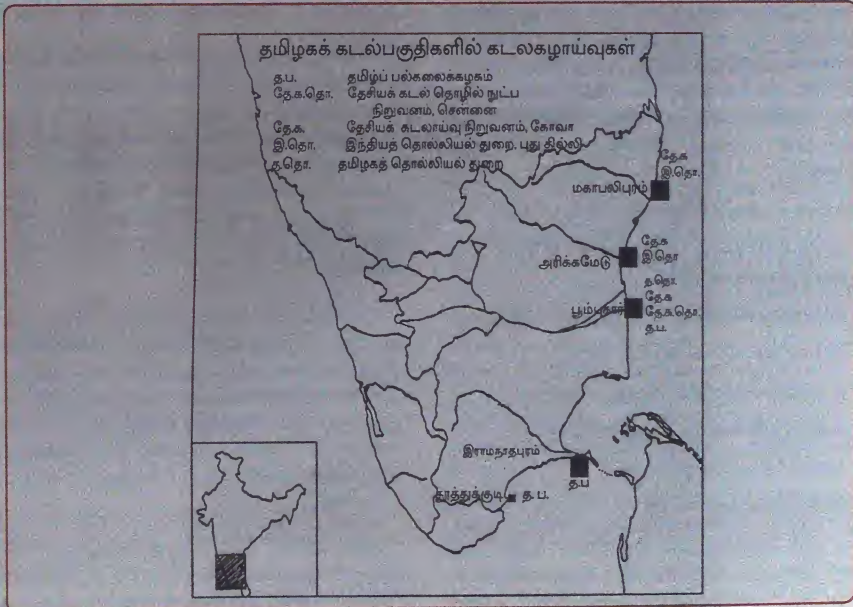 தமிழகக் கடல்பகுதிகளில் கடலகழாய்வுகள்
த.ப. தமிழ்ப் பல்கலைக்கழகம்
தே.க.தொ. தேசியக் கடல் தொழில் நுட்ப
நிறுவனம், சென்னை
தே.க. தேசியக் கடலாய்வு நிறுவனம், கோவா
இ.தொ. இந்தியத் தொல்லியல் துறை, புது தில்லி
த.தொ. தமிழகத் தொல்லியல் துறை
தே.க
இ.தொ.
மகாபலிபுரம்
தே.க
அரிக்கமேடு இ.தொ
த.தொ.
தே.க
பூம்புகார் தே.க.தொ.
த.ப.
இராமநாதபுரம்
த.ப
தூத்துக்குடி த.ப.